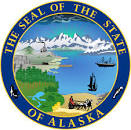 THE SEAL OF THE STATE
OF ALASKA